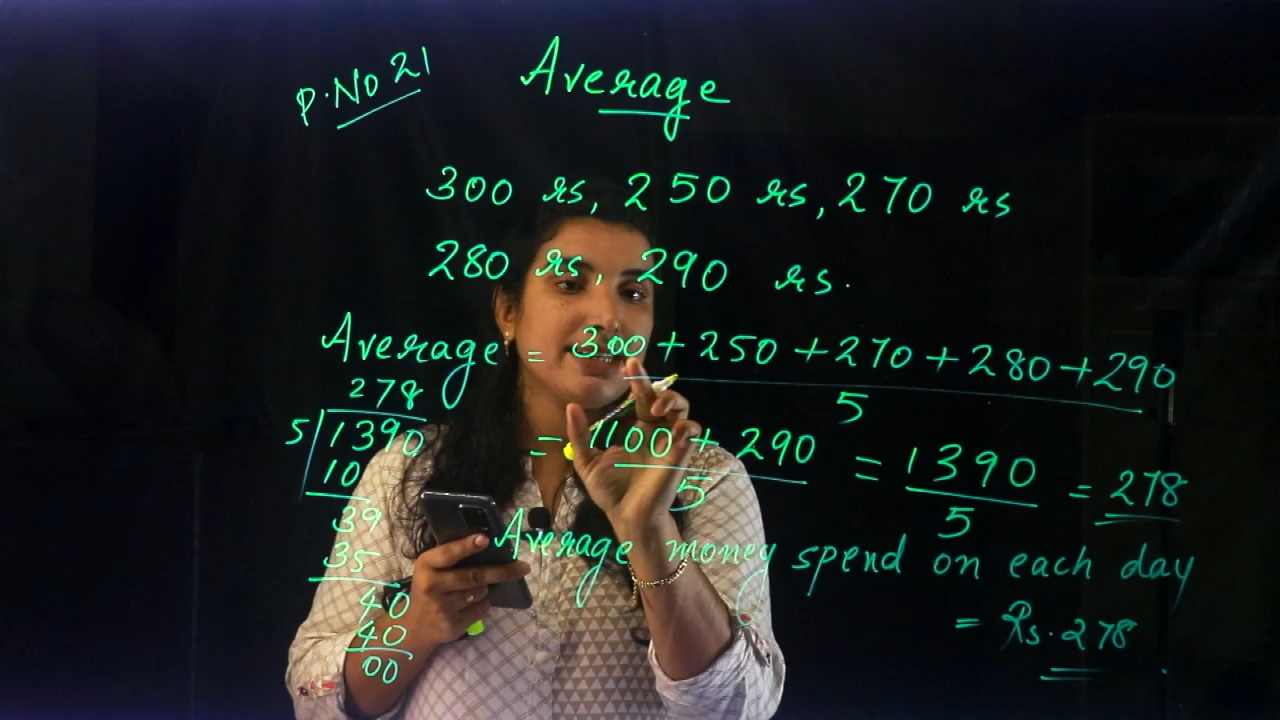 P.No 21
Average
300 rs, 250 rs, 270 rs
280 rs, 290 rs.
Average = 300 + 250 + 270 + 280 + 290
5
= 1100 + 290 = 1390 = 278
5 5
278
5 1390
10
39
35
40
40
00
Average money spend on each day
= Rs. 278